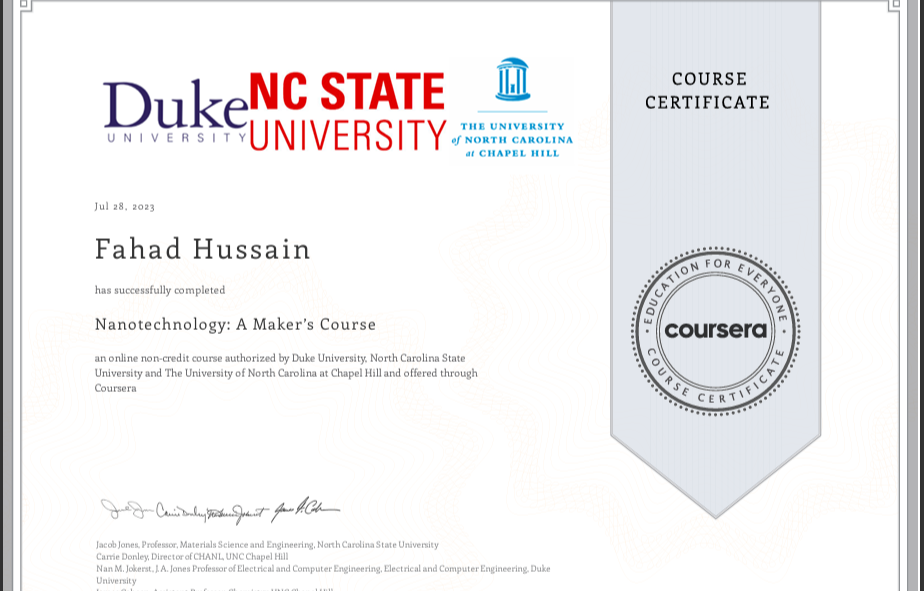 Duke
UNIVERSITY
NC STATE
UNIVERSITY
THE UNIVERSITY
of NORTH CAROLINA
at CHAPEL HILL
COURSE
CERTIFICATE
Jul 28, 2023
Fahad Hussain
has successfully completed
Nanotechnology: A Maker's Course
an online non-credit course authorized by Duke University, North Carolina State
University and The University of North Carolina at Chapel Hill and offered through
Coursera
EDUCATION FOR EVERYONE
coursera
COURSE CERTIFICATE
Jacob Jones, Professor, Materials Science and Engineering, North Carolina State University
Carrie Donley, Director of CHANL, UNC Chapel Hill
Nan M. Jokerst, J.A. Jones Professor of Electrical and Computer Engineering, Electrical and Computer Engineering, Duke
University